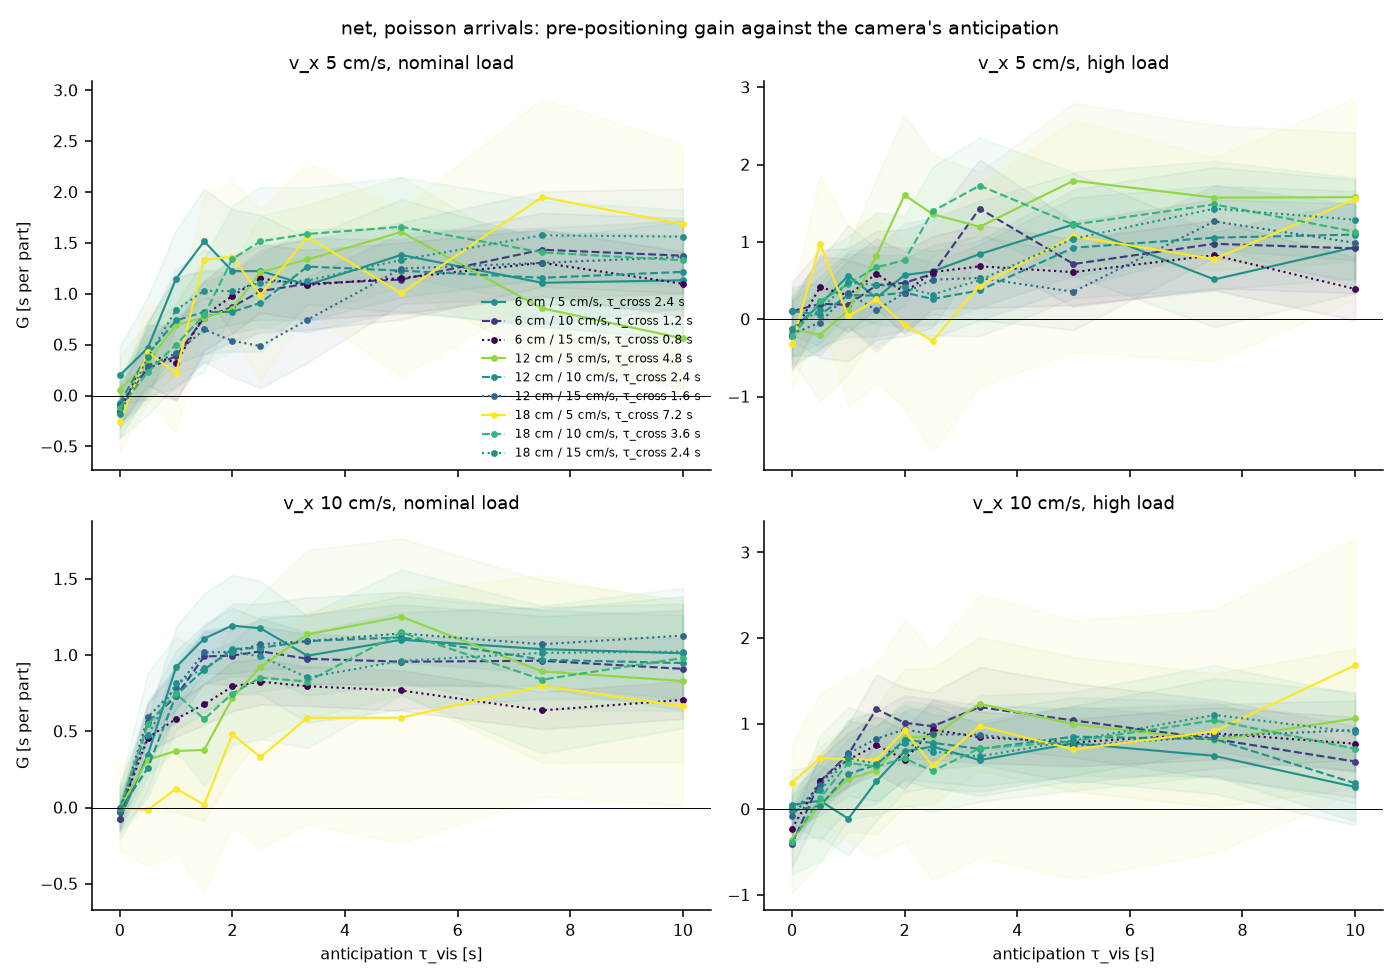 net, poisson arrivals: pre-positioning gain against the camera's anticipation
v_x 5 cm/s, nominal load
G [s per part]
3.0
2.5
2.0
1.5
1.0
0.5
0.0
−0.5
6 cm / 5 cm/s, τ_cross 2.4 s
6 cm / 10 cm/s, τ_cross 1.2 s
6 cm / 15 cm/s, τ_cross 0.8 s
12 cm / 5 cm/s, τ_cross 4.8 s
12 cm / 10 cm/s, τ_cross 2.4 s
12 cm / 15 cm/s, τ_cross 1.6 s
18 cm / 5 cm/s, τ_cross 7.2 s
18 cm / 10 cm/s, τ_cross 3.6 s
18 cm / 15 cm/s, τ_cross 2.4 s
v_x 5 cm/s, high load
3
2
1
0
−1
v_x 10 cm/s, nominal load
G [s per part]
1.5
1.0
0.5
0.0
−0.5
0 2 4 6 8 10
anticipation τ_vis [s]
v_x 10 cm/s, high load
3
2
1
0
−1
0 2 4 6 8 10
anticipation τ_vis [s]